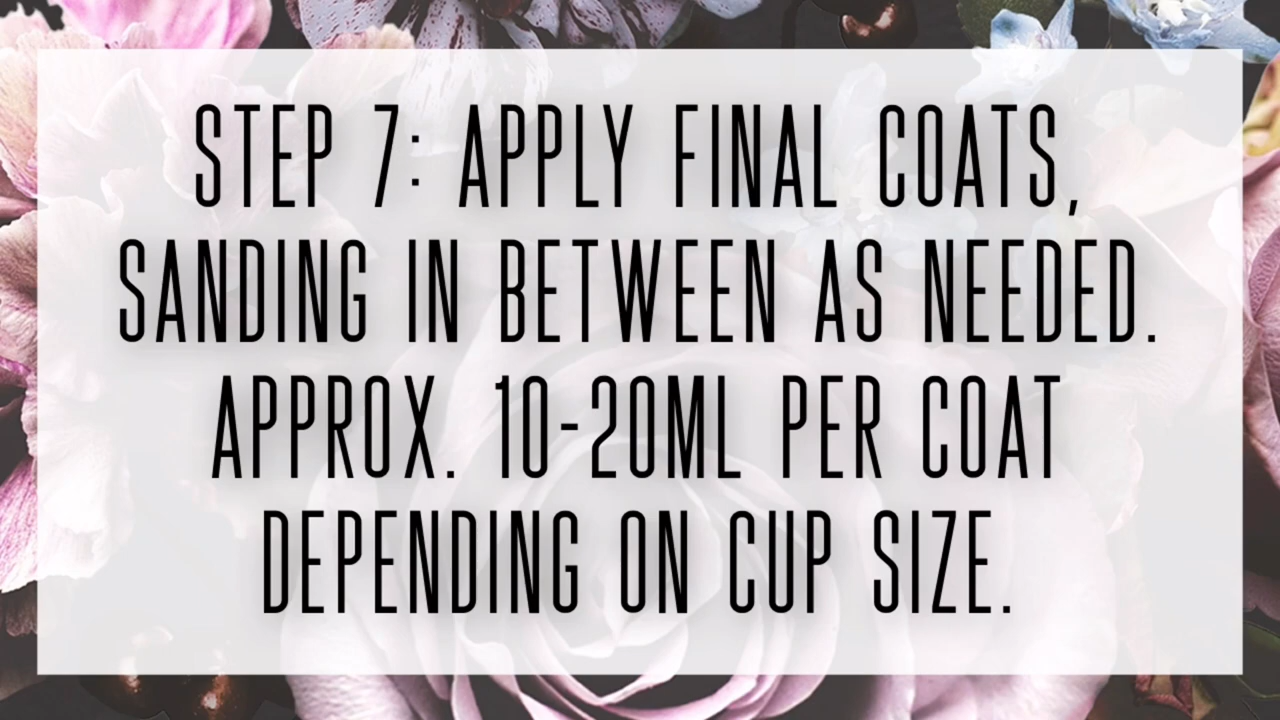 STEP 7: APPLY FINAL COATS,
SANDING IN BETWEEN AS NEEDED.
APPROX. 10-20ML PER COAT
DEPENDING ON CUP SIZE.